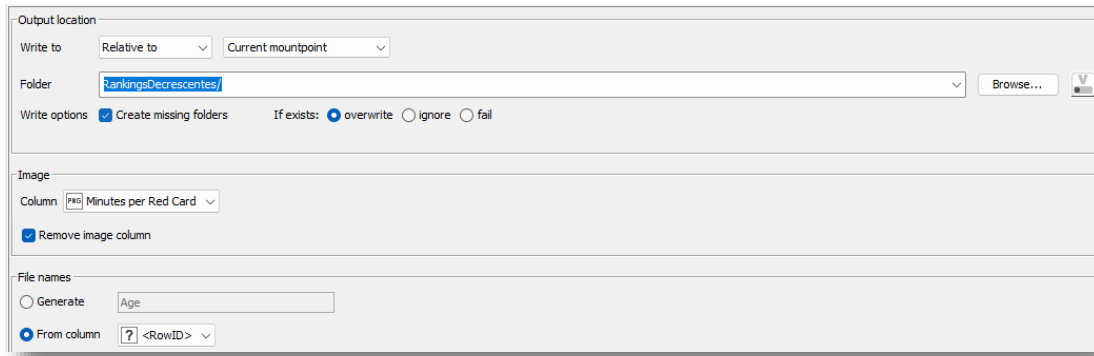 Output location
Write to Relative to Current mountpoint
Folder RankingsDecrescentes/ Browse... V
Write options Create missing folders If exists: overwrite ignore fail
Image
Column PNG Minutes per Red Card
Remove image column
File names
Generate Age
From column ? <RowID>